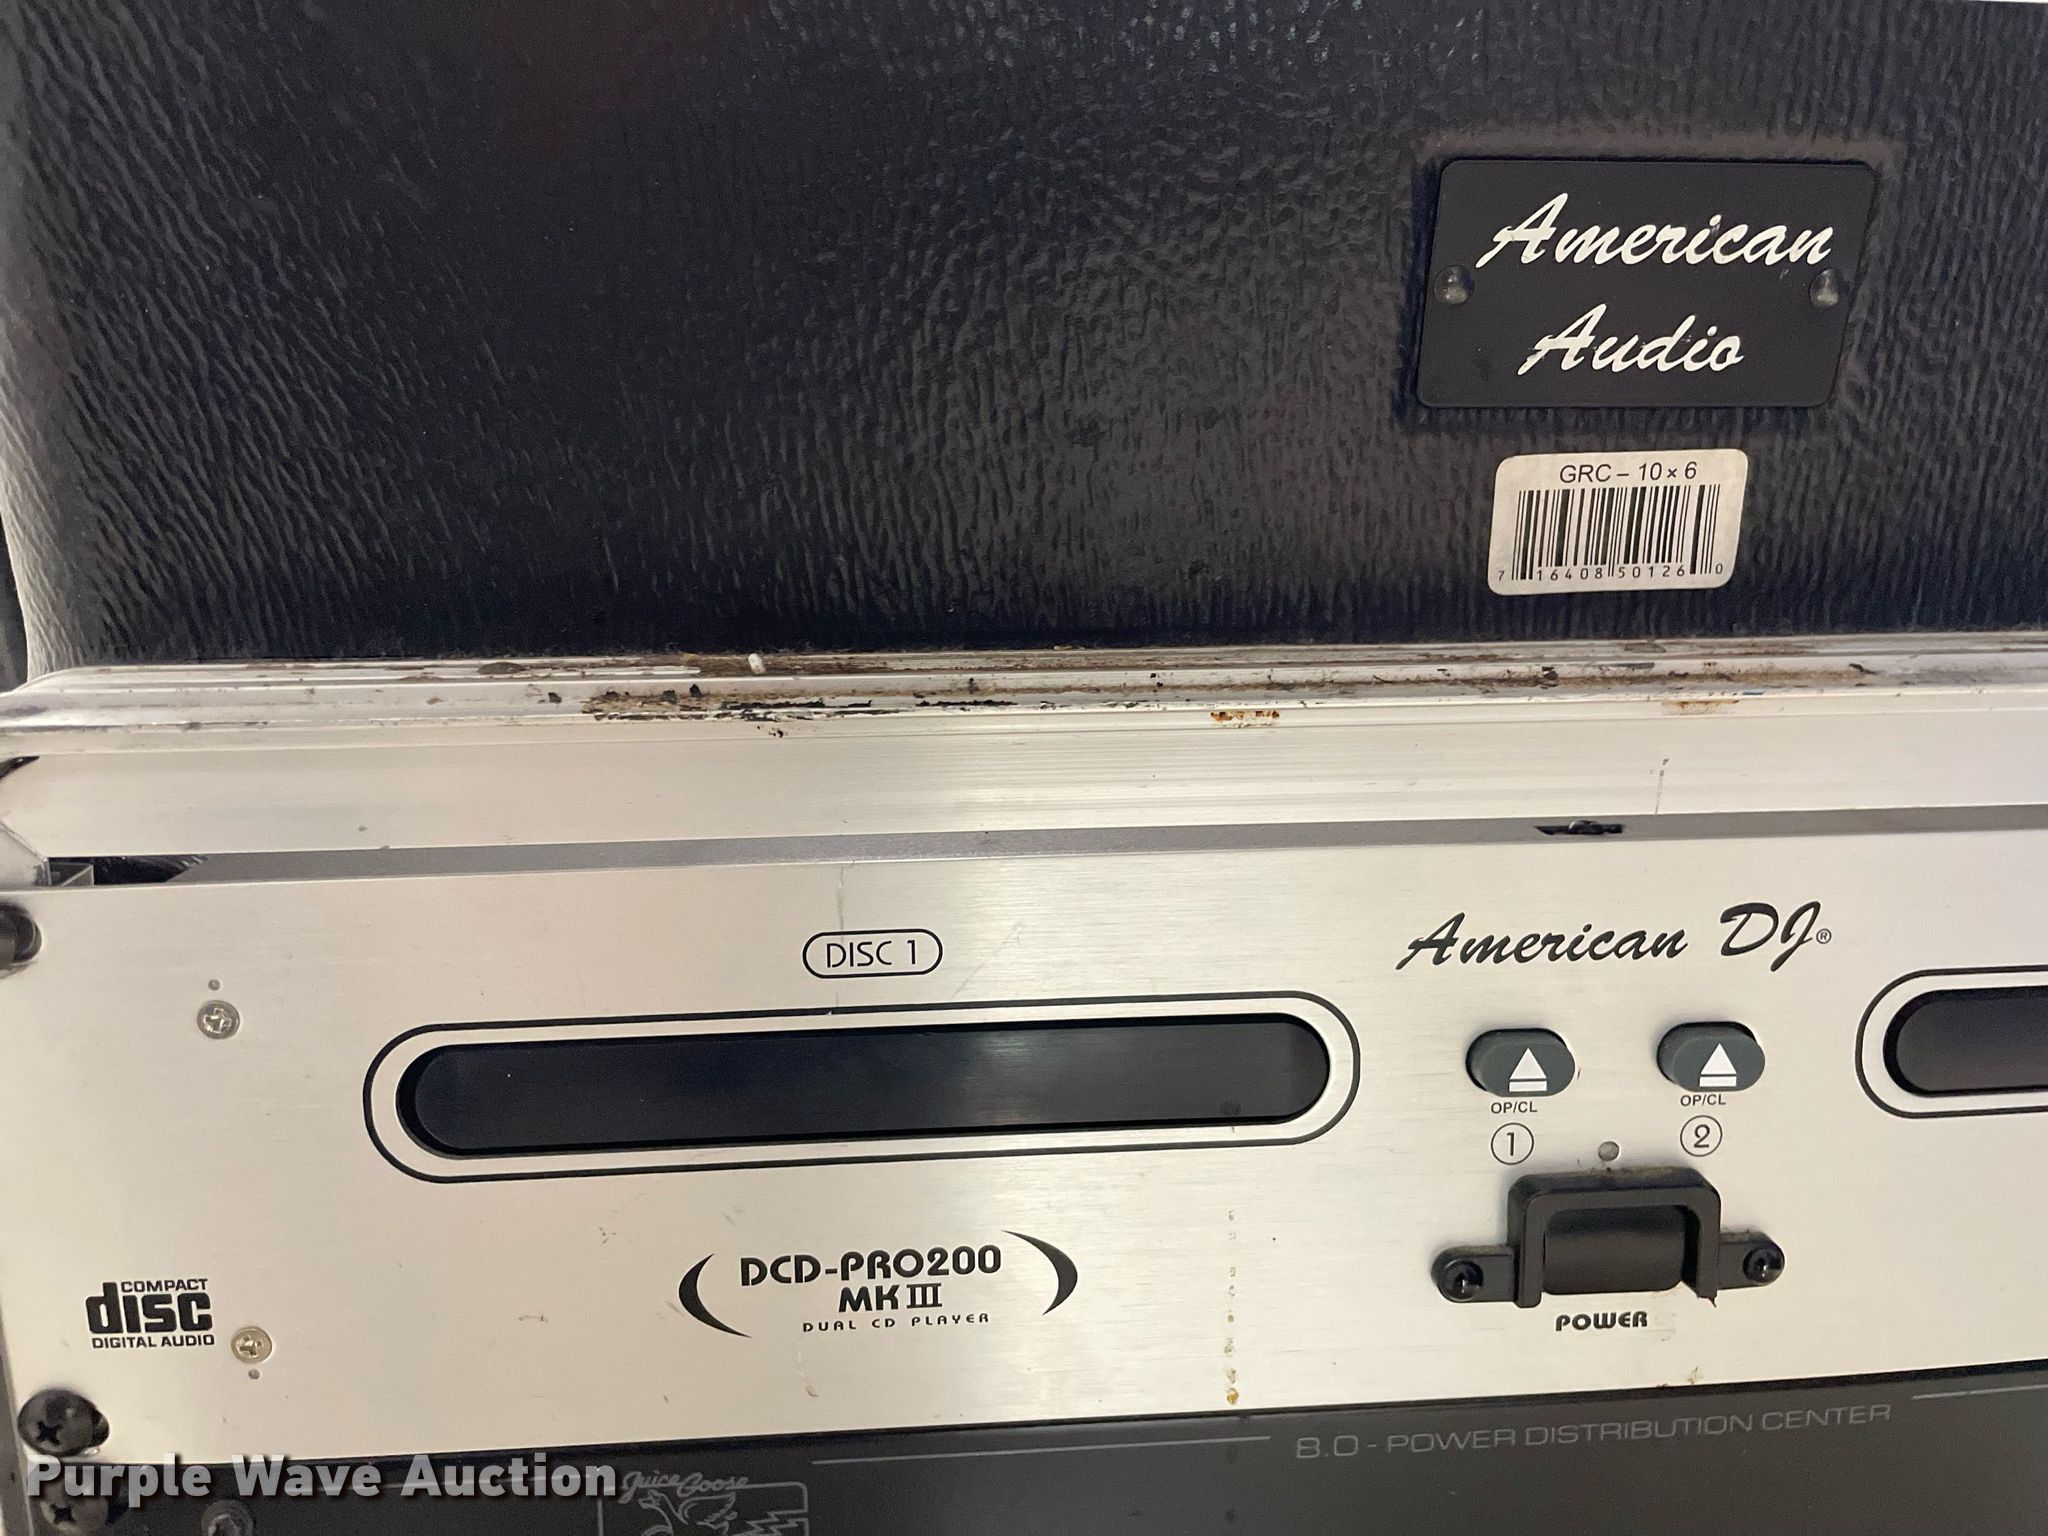 American
Audio
GRC - 10 x 6
7 16408 50126 0
DISC 1
American DJ®
OP/CL
OP/CL
1
2
COMPACT
disc
DIGITAL AUDIO
DCD-PRO200
MK III
DUAL CD PLAYER
POWER
8.0 - POWER DISTRIBUTION CENTER
Juice Goose
Purple Wave Auction